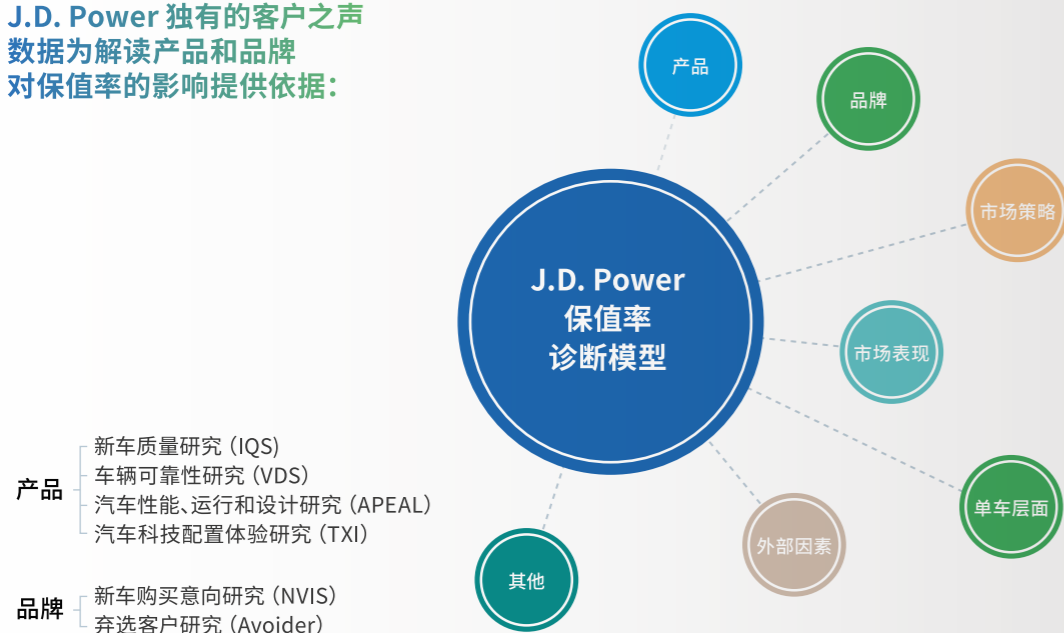 J.D. Power 独有的客户之声
数据为解读产品和品牌
对保值率的影响提供依据：
产品
品牌
市场策略
J.D. Power
保值率
诊断模型
市场表现
单车层面
外部因素
其他
产品
新车质量研究（IQS)
车辆可靠性研究（VDS）
汽车性能、运行和设计研究（APEAL）
汽车科技配置体验研究（TXI）
品牌
新车购买意向研究（NVIS）
弃选客户研究（Avoider）